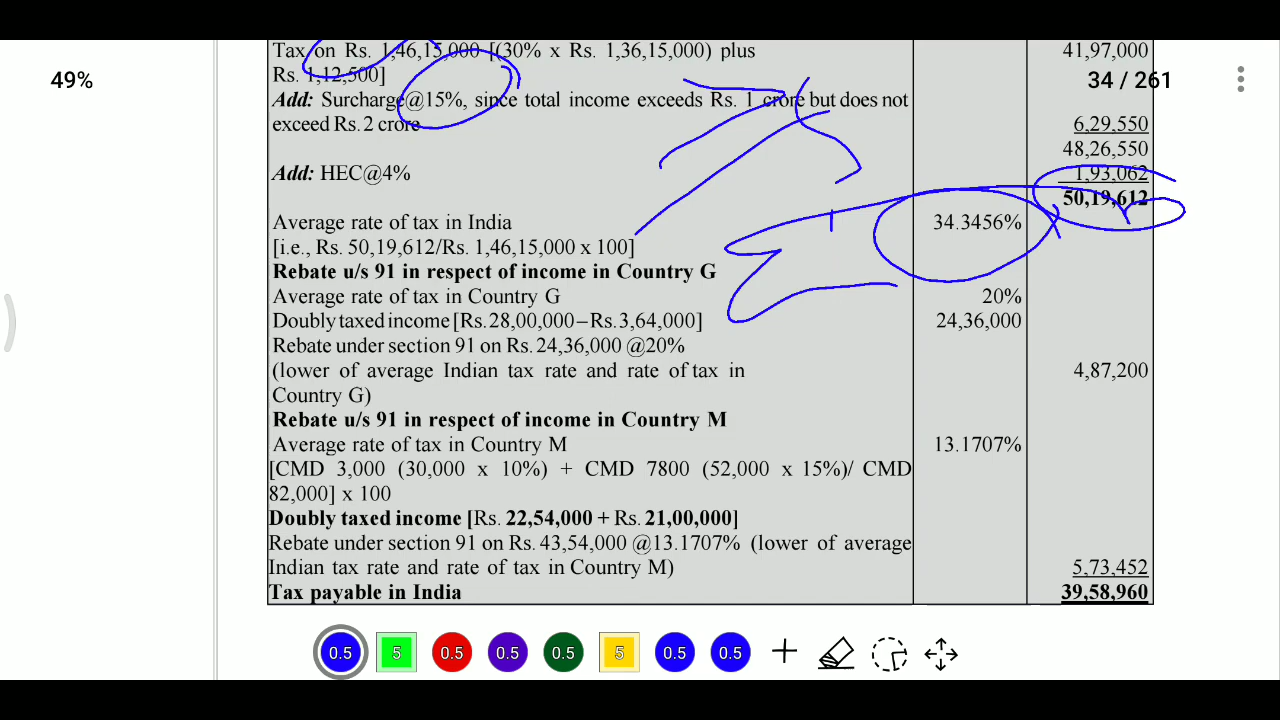 49%
34 / 261
Tax on Rs. 1,46,15,000 [(30% x Rs. 1,36,15,000) plus 41,97,000
Rs. 1,12,500]
Add: Surcharge@15%, since total income exceeds Rs. 1 crore but does not
exceed Rs. 2 crore 6,29,550
48,26,550
Add: HEC@4% 1,93,062
50,19,612
Average rate of tax in India 34.3456%
[i.e., Rs. 50,19,612/Rs. 1,46,15,000 x 100]
Rebate u/s 91 in respect of income in Country G
Average rate of tax in Country G 20%
Doubly taxed income [Rs.28,00,000–Rs.3,64,000] 24,36,000
Rebate under section 91 on Rs. 24,36,000 @20%
(lower of average Indian tax rate and rate of tax in 4,87,200
Country G)
Rebate u/s 91 in respect of income in Country M
Average rate of tax in Country M 13.1707%
[CMD 3,000 (30,000 x 10%) + CMD 7800 (52,000 x 15%)/ CMD
82,000] x 100
Doubly taxed income [Rs. 22,54,000 + Rs. 21,00,000]
Rebate under section 91 on Rs. 43,54,000 @13.1707% (lower of average
Indian tax rate and rate of tax in Country M) 5,73,452
Tax payable in India 39,58,960
0.5 5 0.5 0.5 0.5 5 0.5 0.5